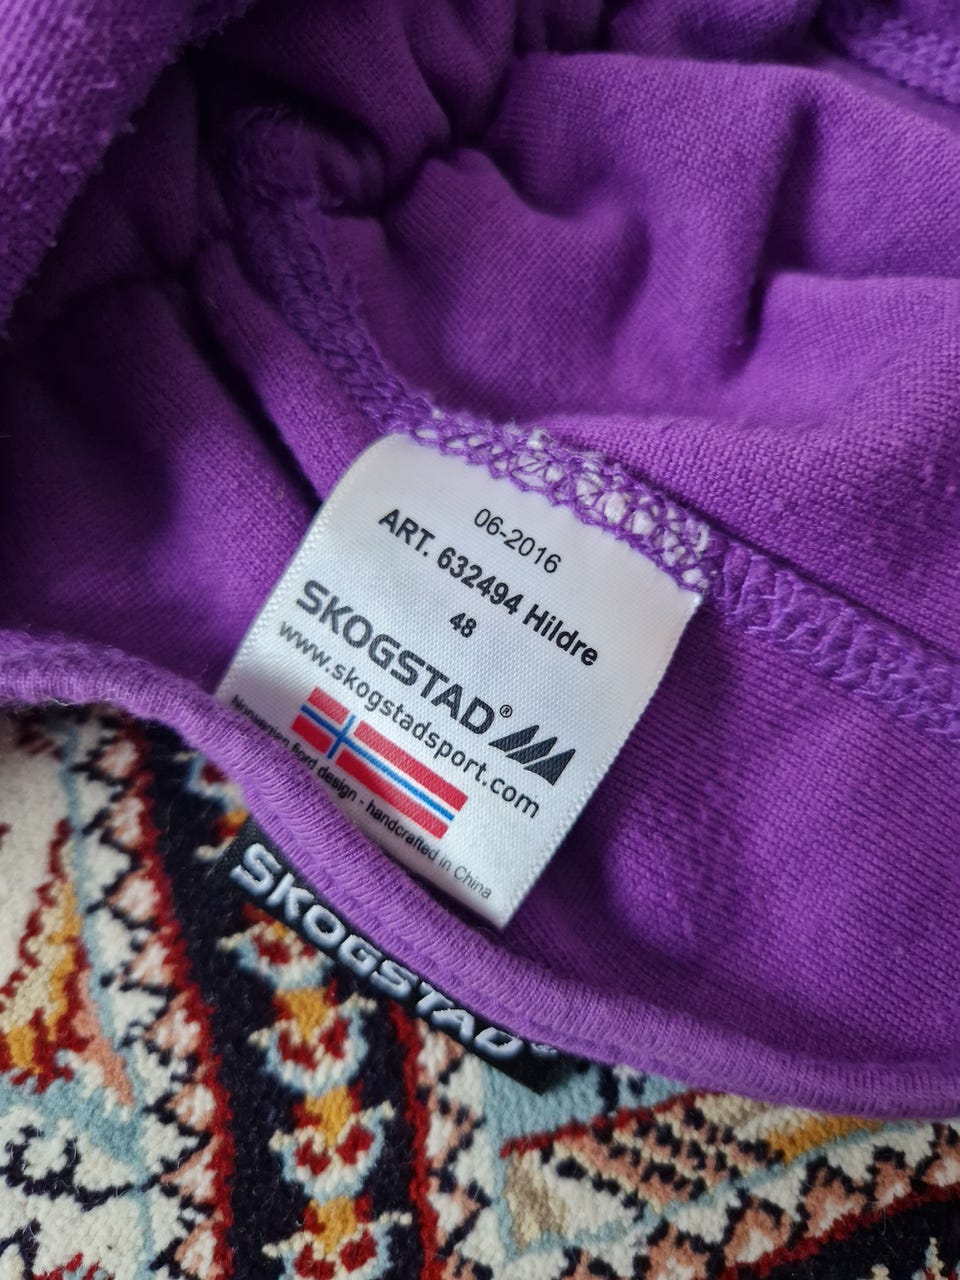 06-2016
ART. 632494 Hildre
48
SKOGSTAD®
www.skogstadsport.com
Norwegian fjord design - handcrafted in China
SKOGSTAD®